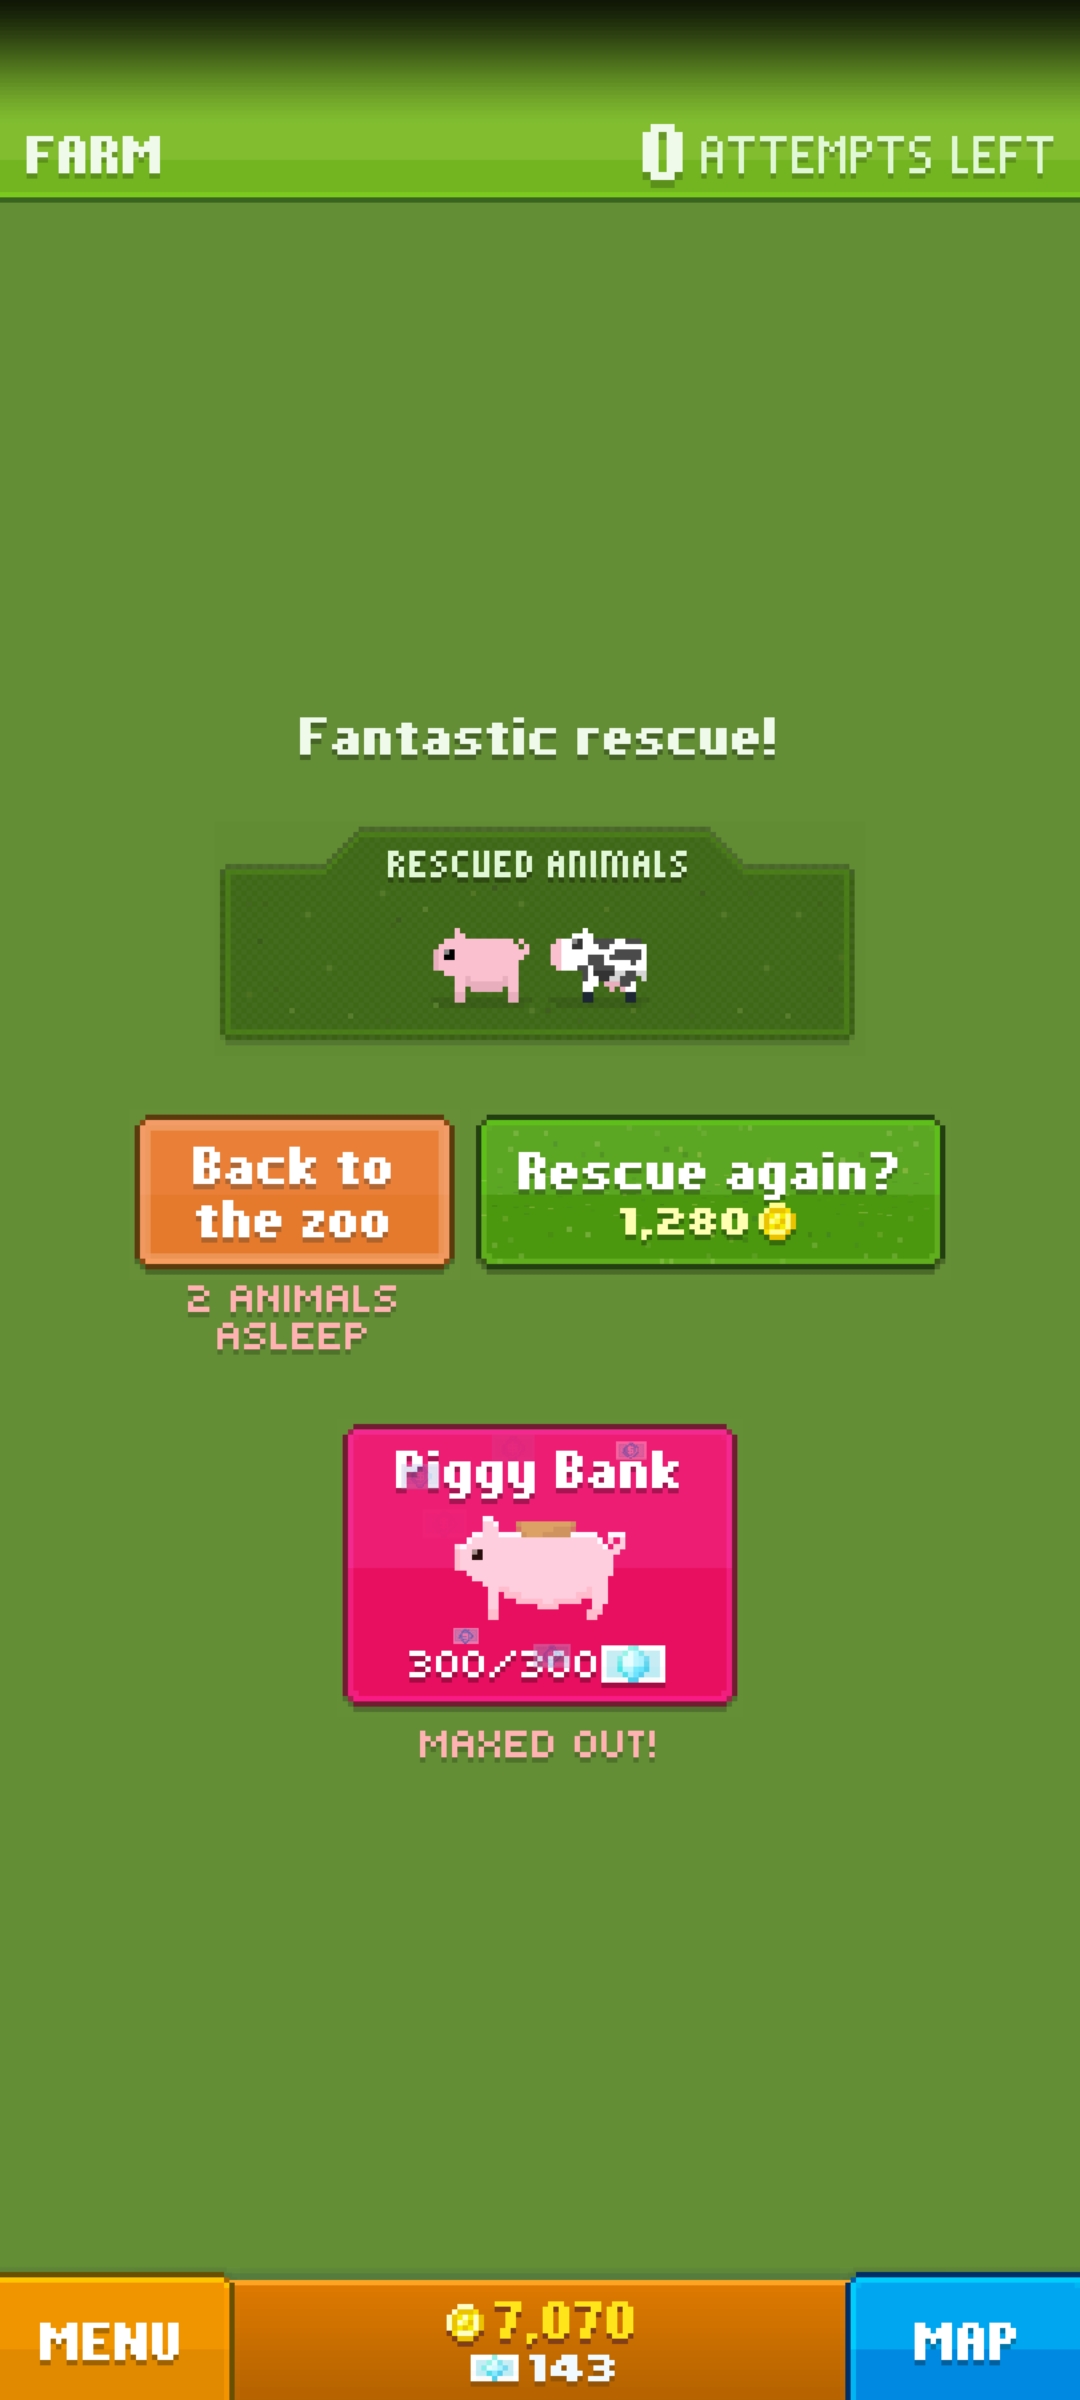 FARM
0 ATTEMPTS LEFT
Fantastic rescue!
RESCUED ANIMALS
Back to
the zoo
Rescue again?
1,280
2 ANIMALS
ASLEEP
Piggy Bank
300/300
MAXED OUT!
MENU
7,070
143
MAP